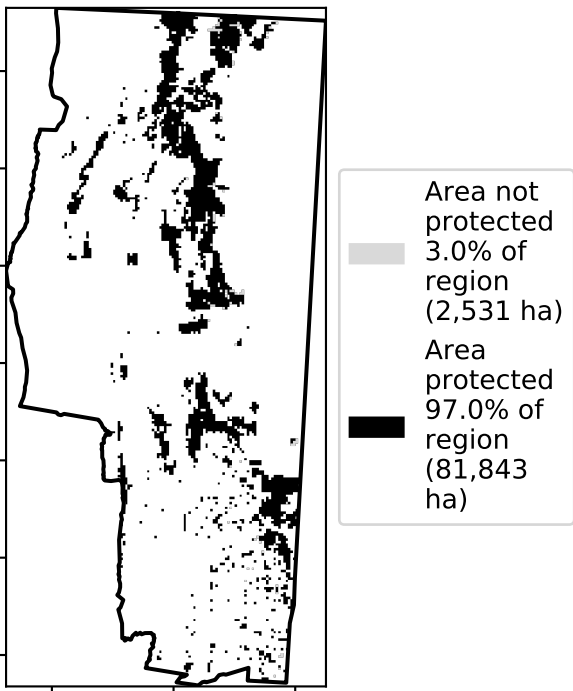 Area not
protected
3.0% of
region
(2,531 ha)
Area
protected
97.0% of
region
(81,843
ha)